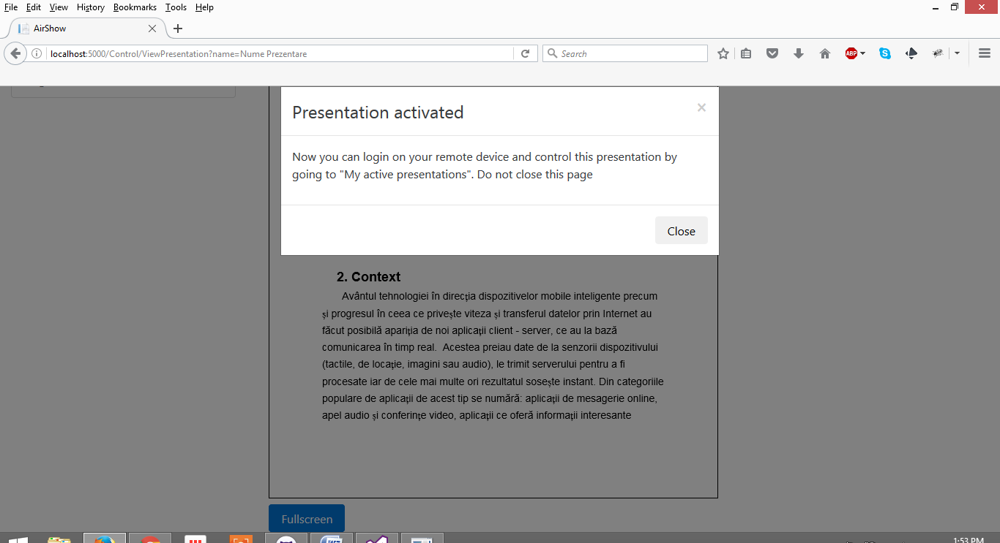 File Edit View History Bookmarks Tools Help
AirShow
localhost:5000/Control/ViewPresentation?name=Nume Prezentare
Search
ABP
Presentation activated
×
Now you can login on your remote device and control this presentation by
going to "My active presentations". Do not close this page
Close
2. Context
Avântul tehnologiei în direcţia dispozitivelor mobile inteligente precum
şi progresul în ceea ce priveşte viteza şi transferul datelor prin Internet au
făcut posibilă apariţia de noi aplicaţii client - server, ce au la bază
comunicarea în timp real.  Acestea preiau date de la senzorii dispozitivului
(tactile, de locaţie, imagini sau audio), le trimit serverului pentru a fi
procesate iar de cele mai multe ori rezultatul soseşte instant. Din categoriile
populare de aplicaţii de acest tip se numără: aplicaţii de mesagerie online,
apel audio şi conferinţe video, aplicaţii ce oferă informaţii interesante
Fullscreen
1:53 PM